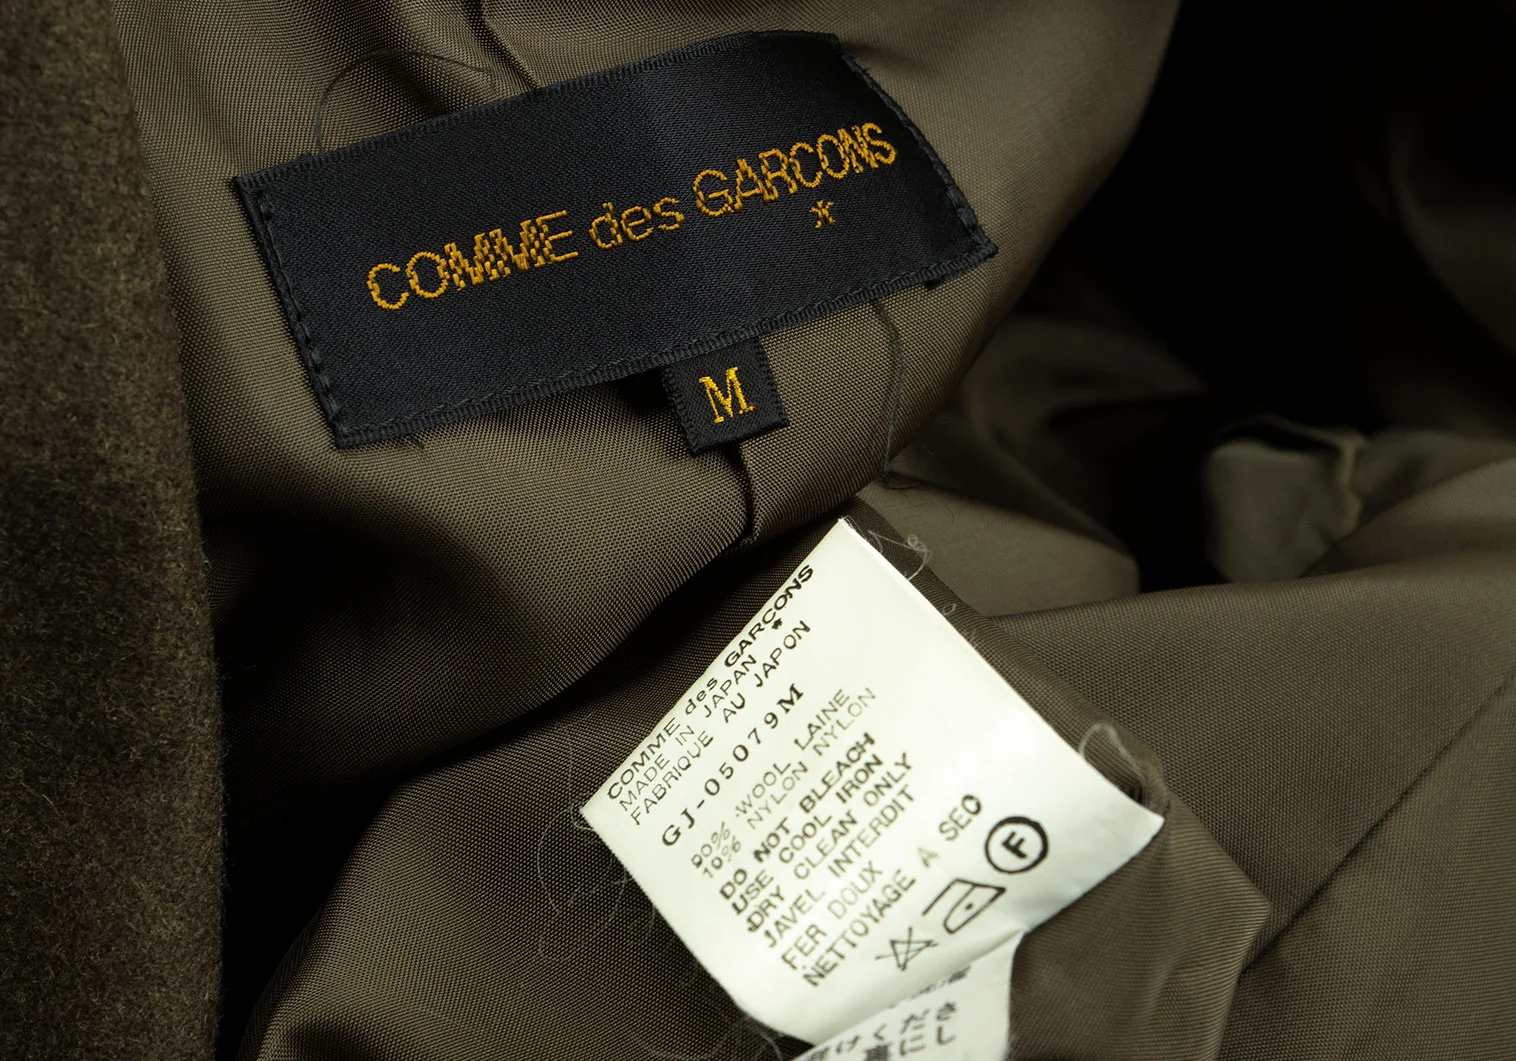 COMME des GARCONS
*
M
COMME des GARCONS
*
MADE IN JAPAN
FABRIQUE AU JAPON
GJ-05079M
90% WOOL LAINE
10% NYLON NYLON
DO NOT BLEACH
USE COOL IRON
DRY CLEAN ONLY
JAVEL INTERDIT
FER DOUX
NETTOYAGE A SEC
F